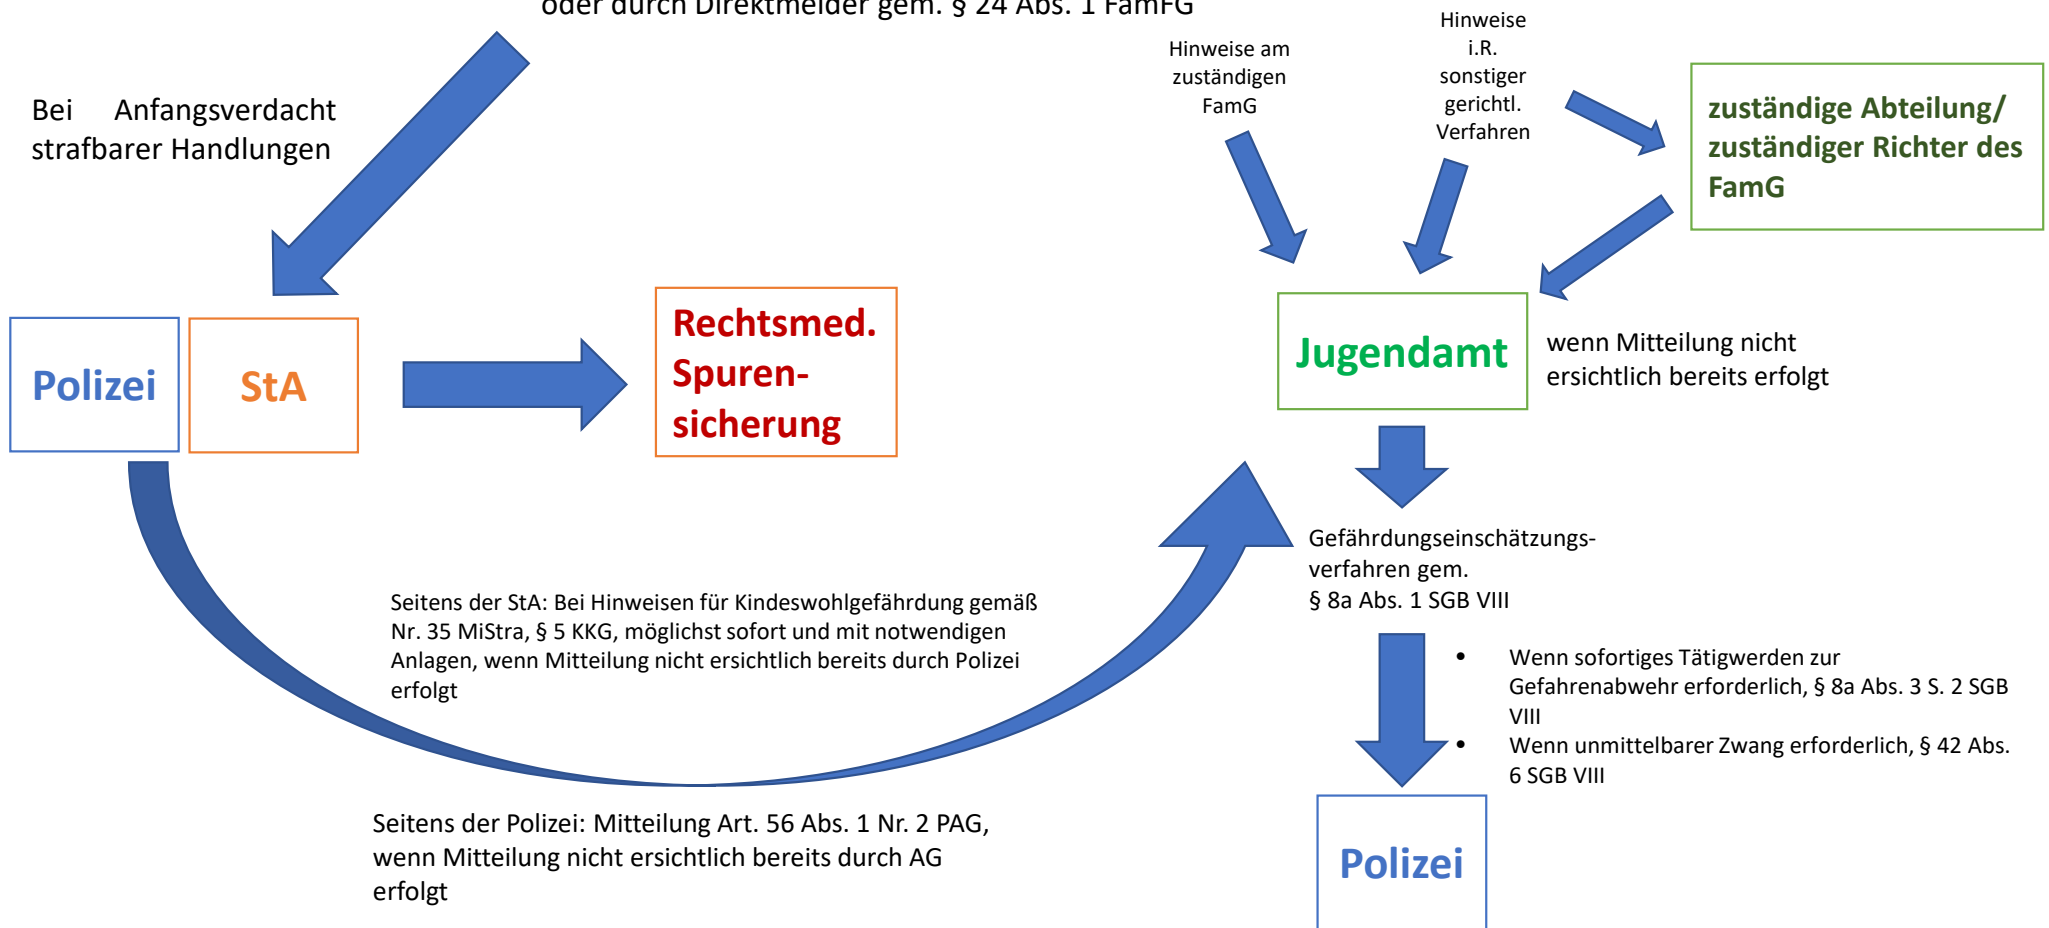 oder durch Direktmelder gem. § 24 Abs. 1 FamFG
Bei Anfangsverdacht
strafbarer Handlungen
Hinweise am
zuständigen
FamG
Hinweise
i.R.
sonstiger
gerichtl.
Verfahren
zuständige Abteilung/
zuständiger Richter des
FamG
Polizei
StA
Rechtsmed.
Spuren-
sicherung
Jugendamt
wenn Mitteilung nicht
ersichtlich bereits erfolgt
Gefährdungseinschätzungs-
verfahren gem.
§ 8a Abs. 1 SGB VIII
Seitens der StA: Bei Hinweisen für Kindeswohlgefährdung gemäß
Nr. 35 MiStra, § 5 KKG, möglichst sofort und mit notwendigen
Anlagen, wenn Mitteilung nicht ersichtlich bereits durch Polizei
erfolgt
• Wenn sofortiges Tätigwerden zur
Gefahrenabwehr erforderlich, § 8a Abs. 3 S. 2 SGB
VIII
• Wenn unmittelbarer Zwang erforderlich, § 42 Abs.
6 SGB VIII
Seitens der Polizei: Mitteilung Art. 56 Abs. 1 Nr. 2 PAG,
wenn Mitteilung nicht ersichtlich bereits durch AG
erfolgt
Polizei